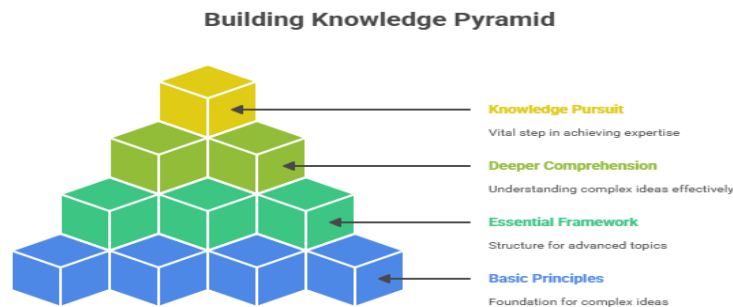 Building Knowledge Pyramid
Knowledge Pursuit
Vital step in achieving expertise
Deeper Comprehension
Understanding complex ideas effectively
Essential Framework
Structure for advanced topics
Basic Principles
Foundation for complex ideas